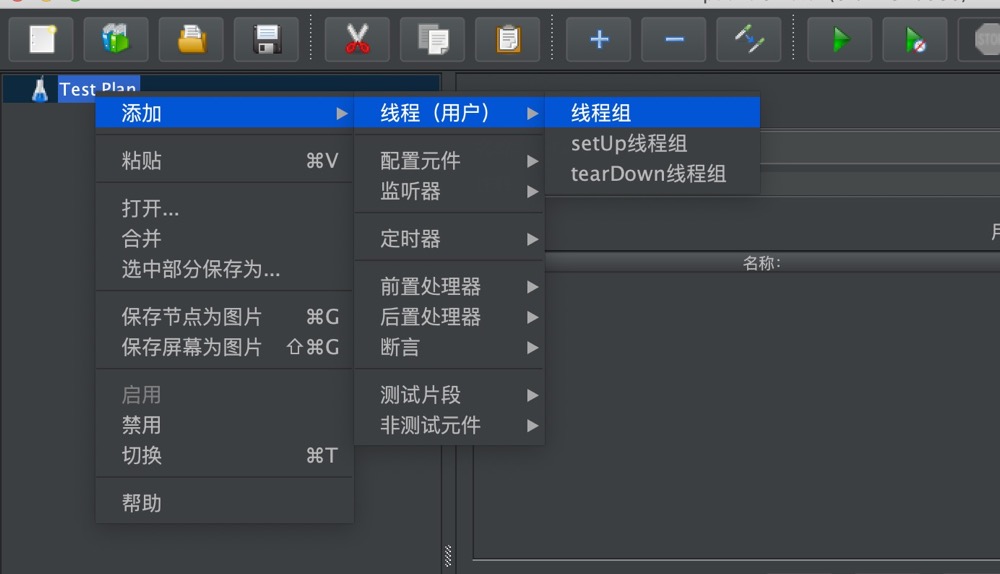 STOP
Test Plan
添加
粘贴 ⌘V
打开...
合并
选中部分保存为...
保存节点为图片 ⌘G
保存屏幕为图片 ⇧⌘G
启用
禁用
切换 ⌘T
帮助
线程（用户）
配置元件
监听器
定时器
前置处理器
后置处理器
断言
测试片段
非测试元件
线程组
setUp线程组
tearDown线程组
名称: